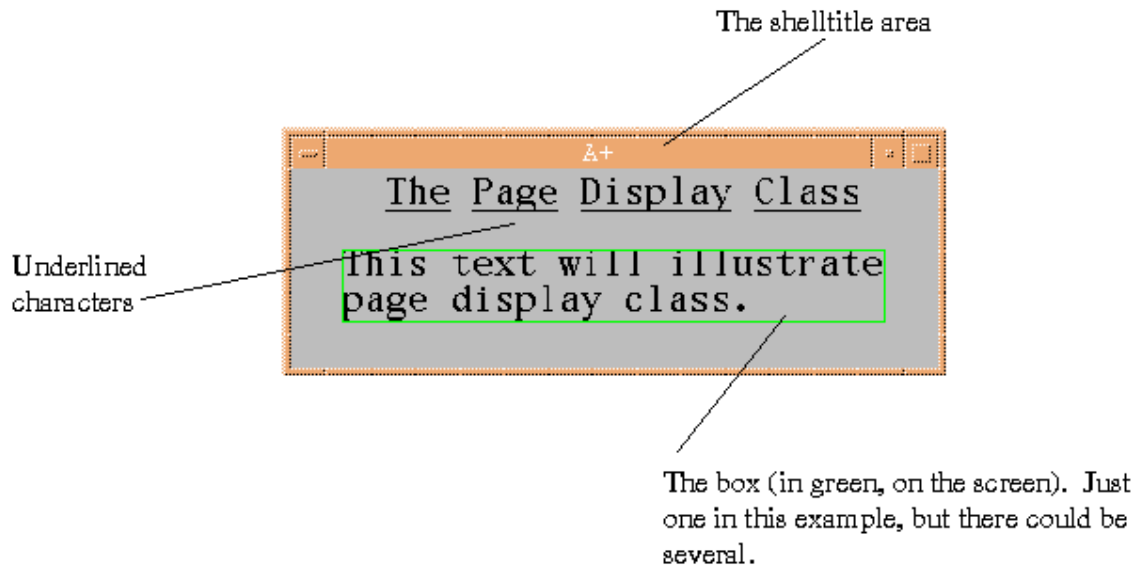 The shelltitle area
A+
The Page Display Class
This text will illustrate
page display class.
Underlined
characters
The box (in green, on the screen). Just
one in this example, but there could be
several.